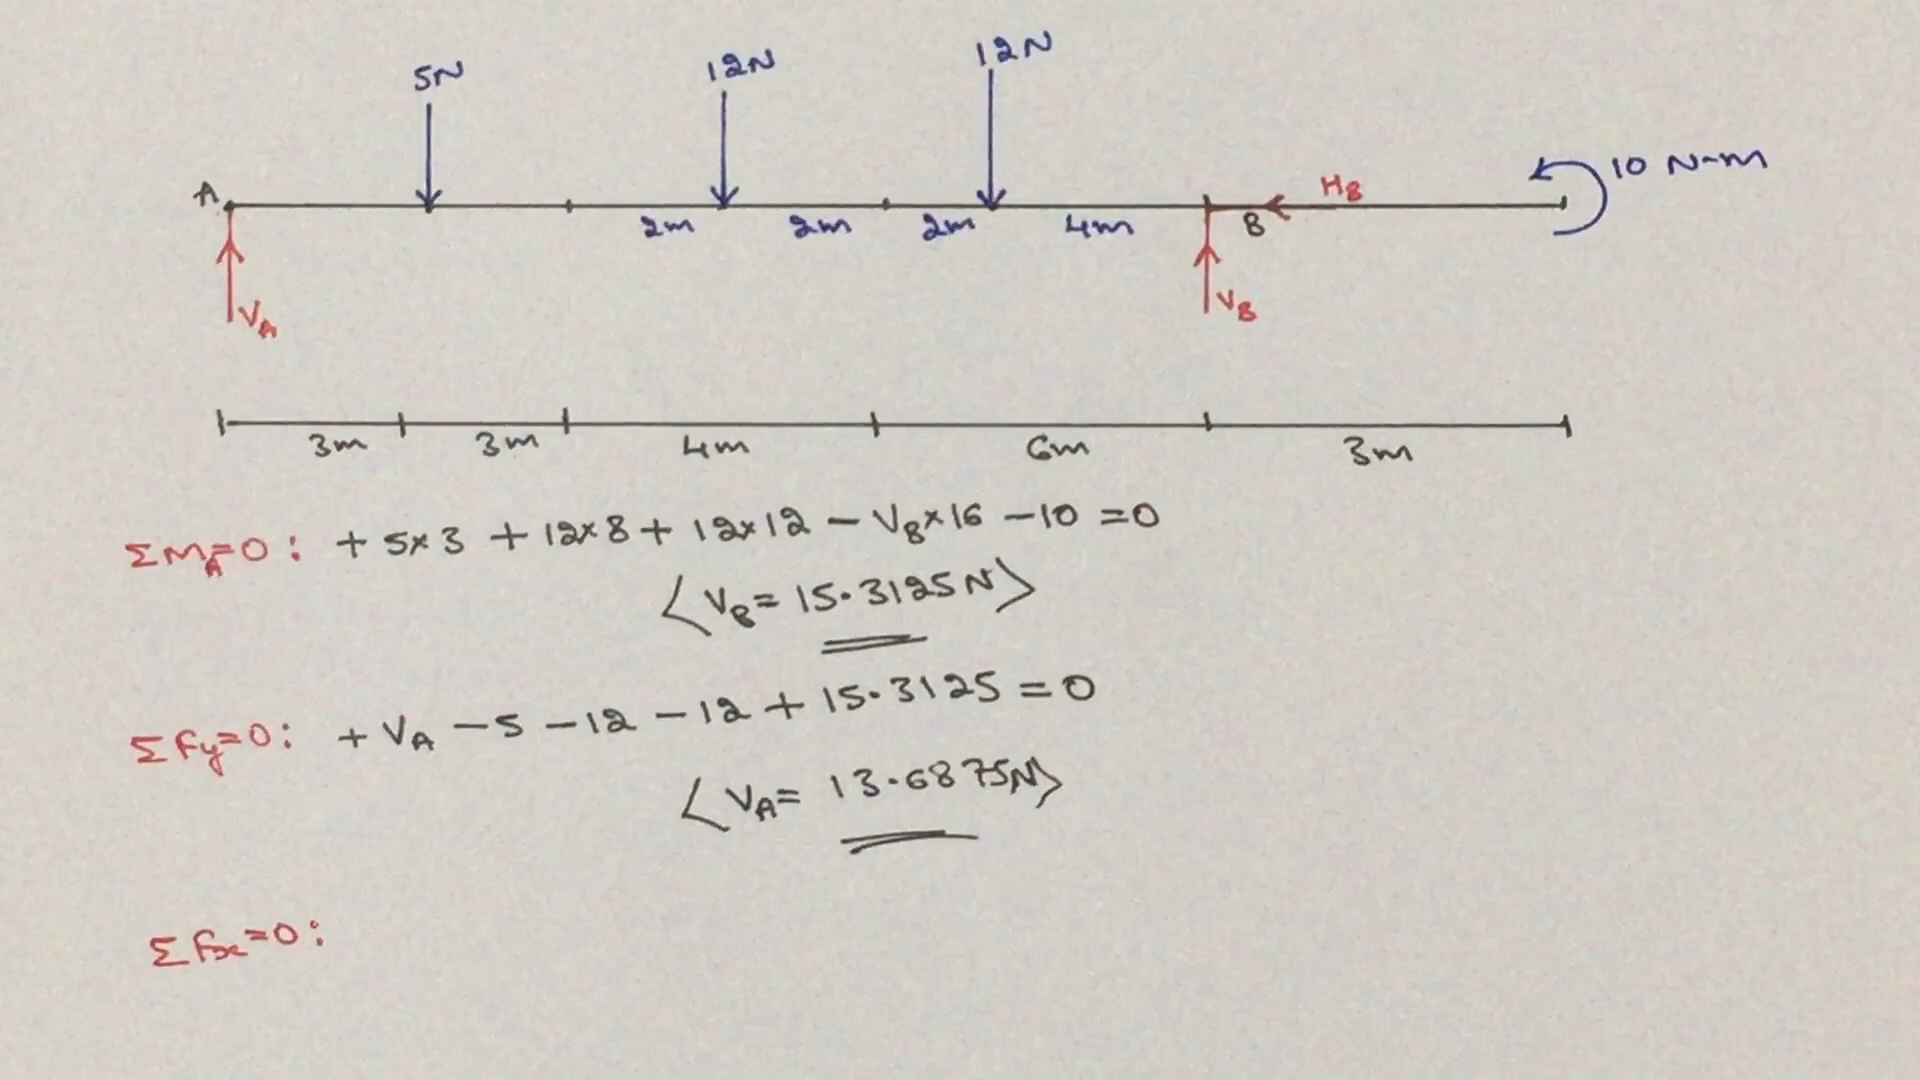 5N 12N 12N
10 N-m
A 2m 2m 2m 4m B HB
VA VB
3m 3m 4m 6m 3m
ΣMA=0: + 5×3 + 12×8 + 12×12 - VB×16 - 10 = 0
<VB = 15.3125N>
ΣFy=0: + VA - 5 - 12 - 12 + 15.3125 = 0
<VA = 13.6875N>
ΣFx=0: